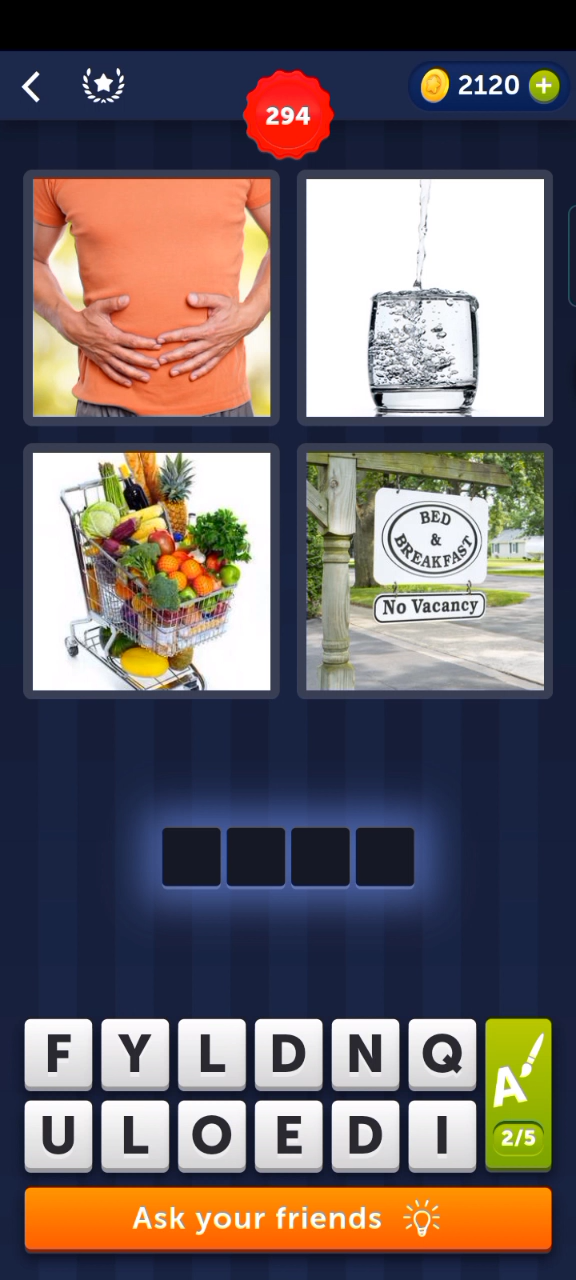 294
2120 +
BED
&
BREAKFAST
No Vacancy
F Y L D N Q
A
U L O E D I
2/5
Ask your friends